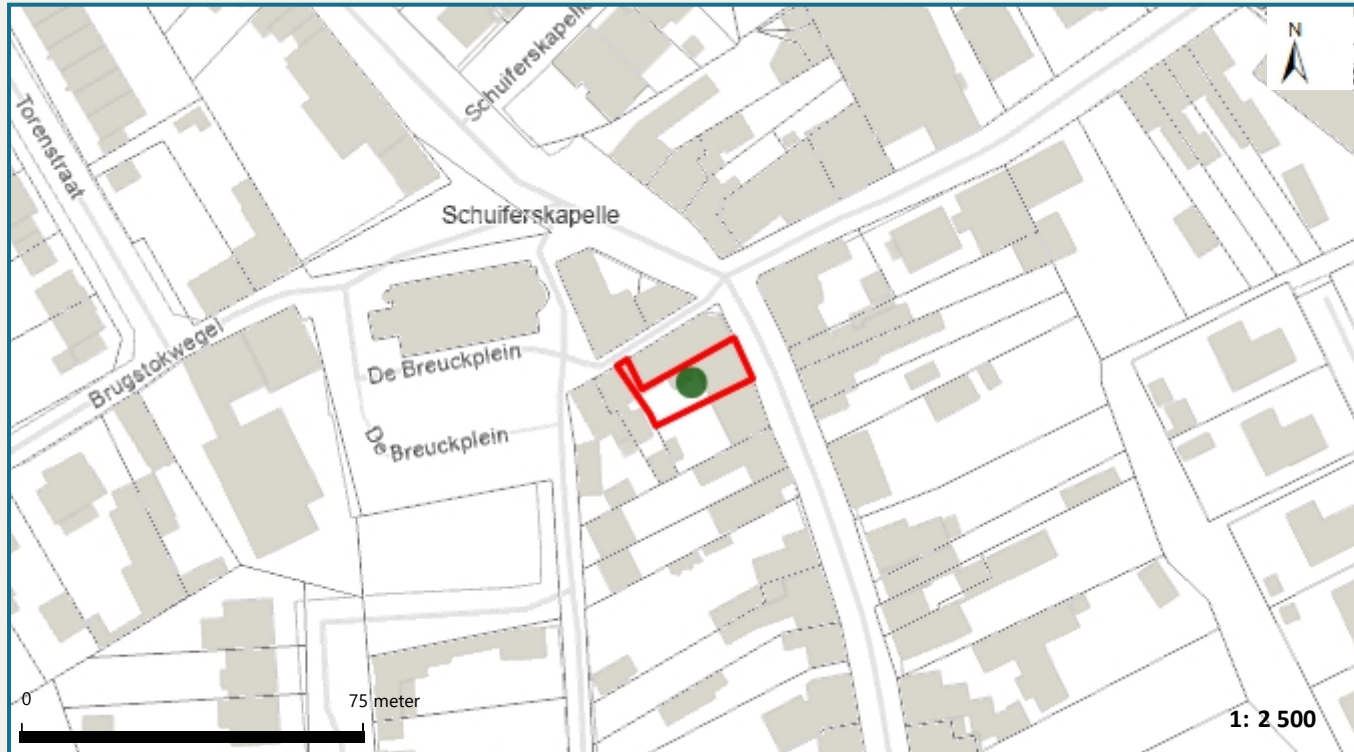 N
Schuiferskapelle
Torenstraat
Schuiferskapelle
Brugstokwegel
De Breuckplein
De Breuckplein
0
75 meter
1: 2 500